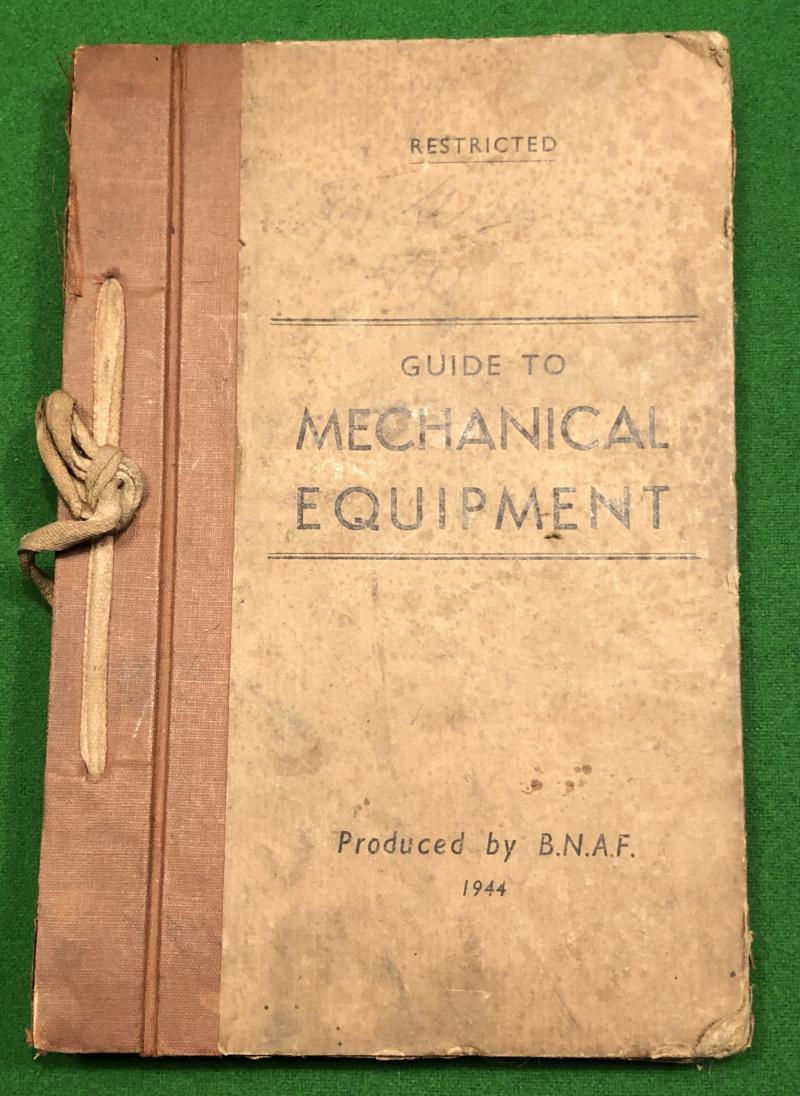 RESTRICTED
GUIDE TO
MECHANICAL
EQUIPMENT
Produced by B.N.A.F.
1944